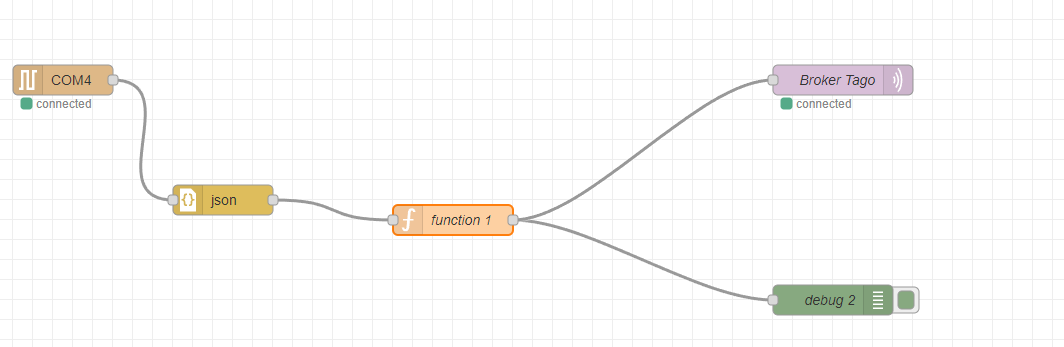 COM4
connected
Broker Tago
connected
{} json
f function 1
debug 2